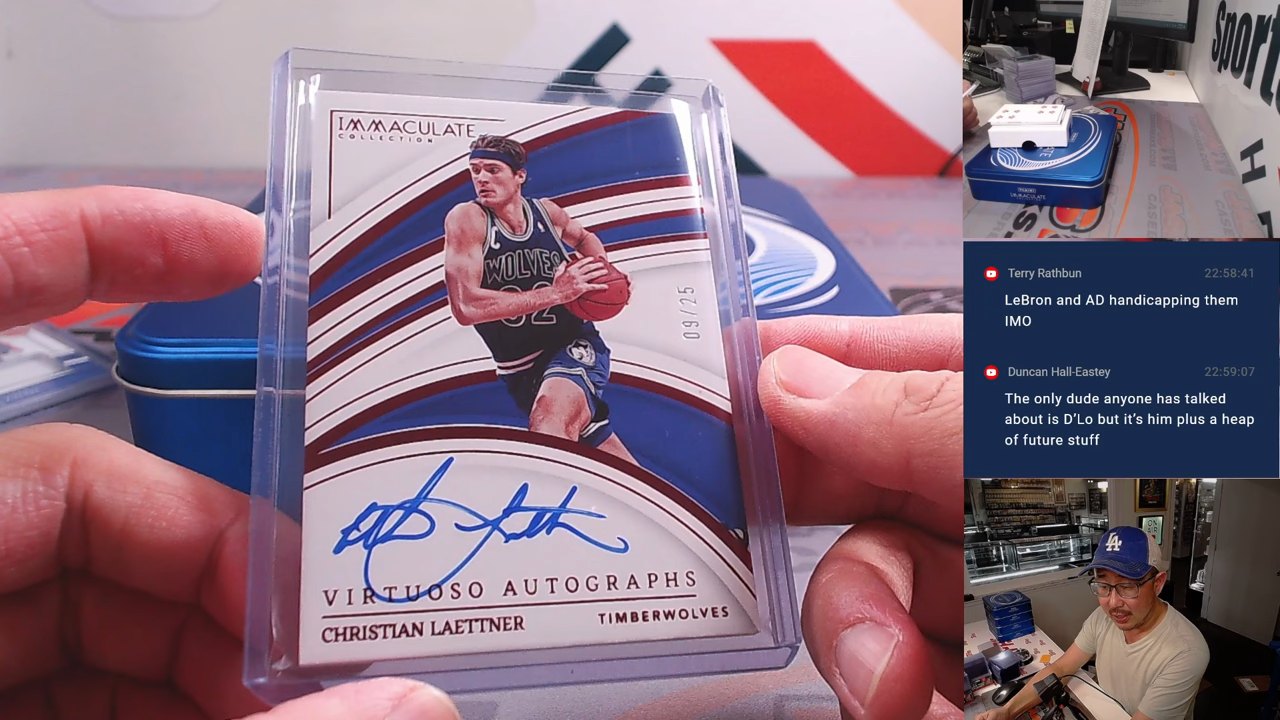 IMMACULATE
COLLECTION
WOLVES
32
09/25
VIRTUOSO AUTOGRAPHS
CHRISTIAN LAETTNER
TIMBERWOLVES
Sport
Terry Rathbun 22:58:41
LeBron and AD handicapping them
IMO
Duncan Hall-Eastey 22:59:07
The only dude anyone has talked
about is D'Lo but it's him plus a heap
of future stuff
ON
LA